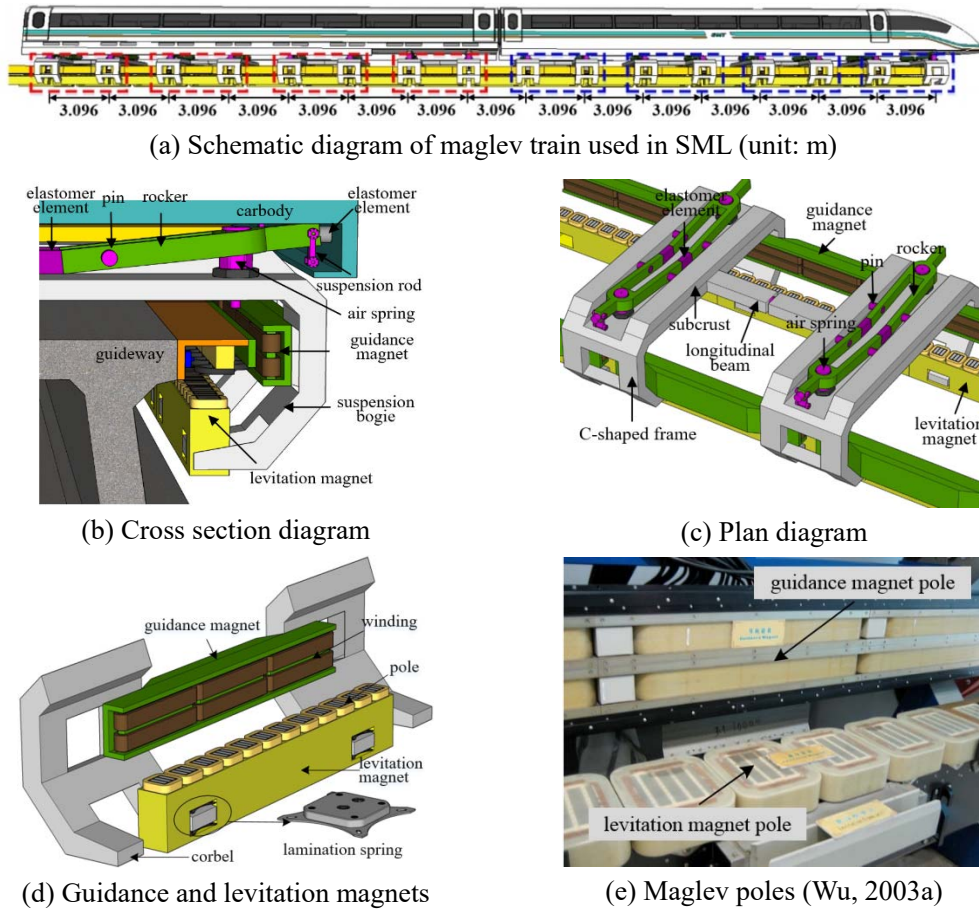 3.096 3.096 3.096 3.096 3.096 3.096 3.096 3.096 3.096 3.096 3.096 3.096 3.096 3.096 3.096
(a) Schematic diagram of maglev train used in SML (unit: m)
elastomer
element
pin
rocker
carbody
elastomer
element
suspension rod
air spring
guidance
magnet
guideway
suspension
bogie
levitation magnet
(b) Cross section diagram
elastomer
element
guidance
magnet
rocker
pin
air spring
subcrust
longitudinal
beam
C-shaped frame
levitation
magnet
(c) Plan diagram
guidance magnet
winding
pole
levitation
magnet
corbel
lamination spring
(d) Guidance and levitation magnets
guidance magnet pole
levitation magnet pole
(e) Maglev poles (Wu, 2003a)